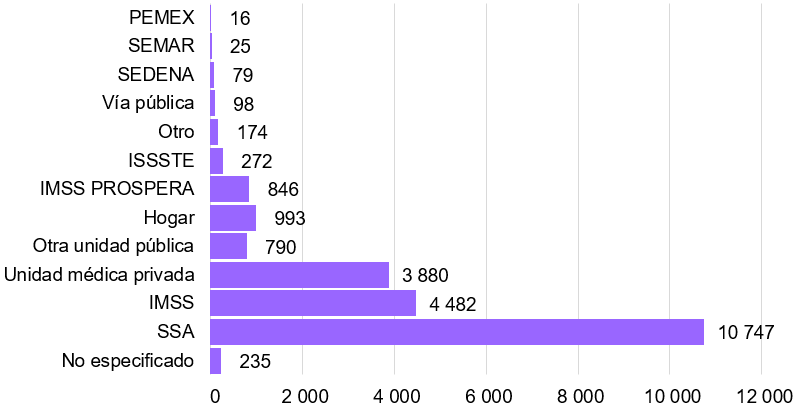 PEMEX 16
SEMAR 25
SEDENA 79
Vía pública 98
Otro 174
ISSSTE 272
IMSS PROSPERA 846
Hogar 993
Otra unidad pública 790
Unidad médica privada 3 880
IMSS 4 482
SSA 10 747
No especificado 235
0 2 000 4 000 6 000 8 000 10 000 12 000